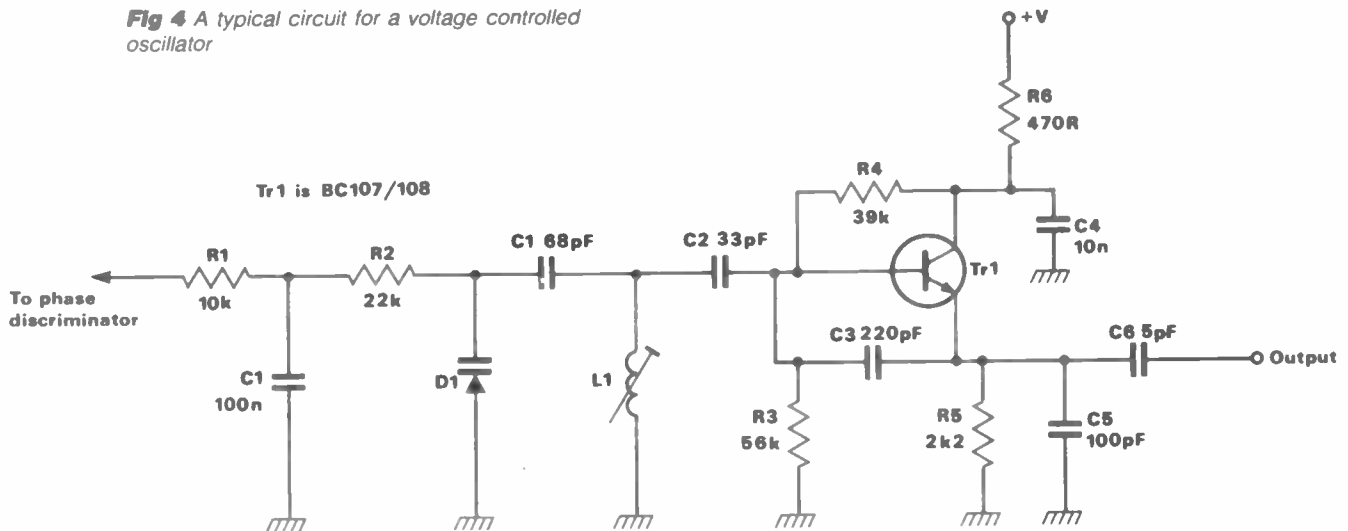 Fig 4 A typical circuit for a voltage controlled
oscillator
+V
R6
470R
Tr1 is BC107/108
R4
39k
C4
10n
R1
10k
R2
22k
C1 68pF
C2 33pF
Tr1
To phase
discriminator
C3 220pF
C6 5pF
Output
C1
100n
D1
L1
R3
56k
R5
2k2
C5
100pF